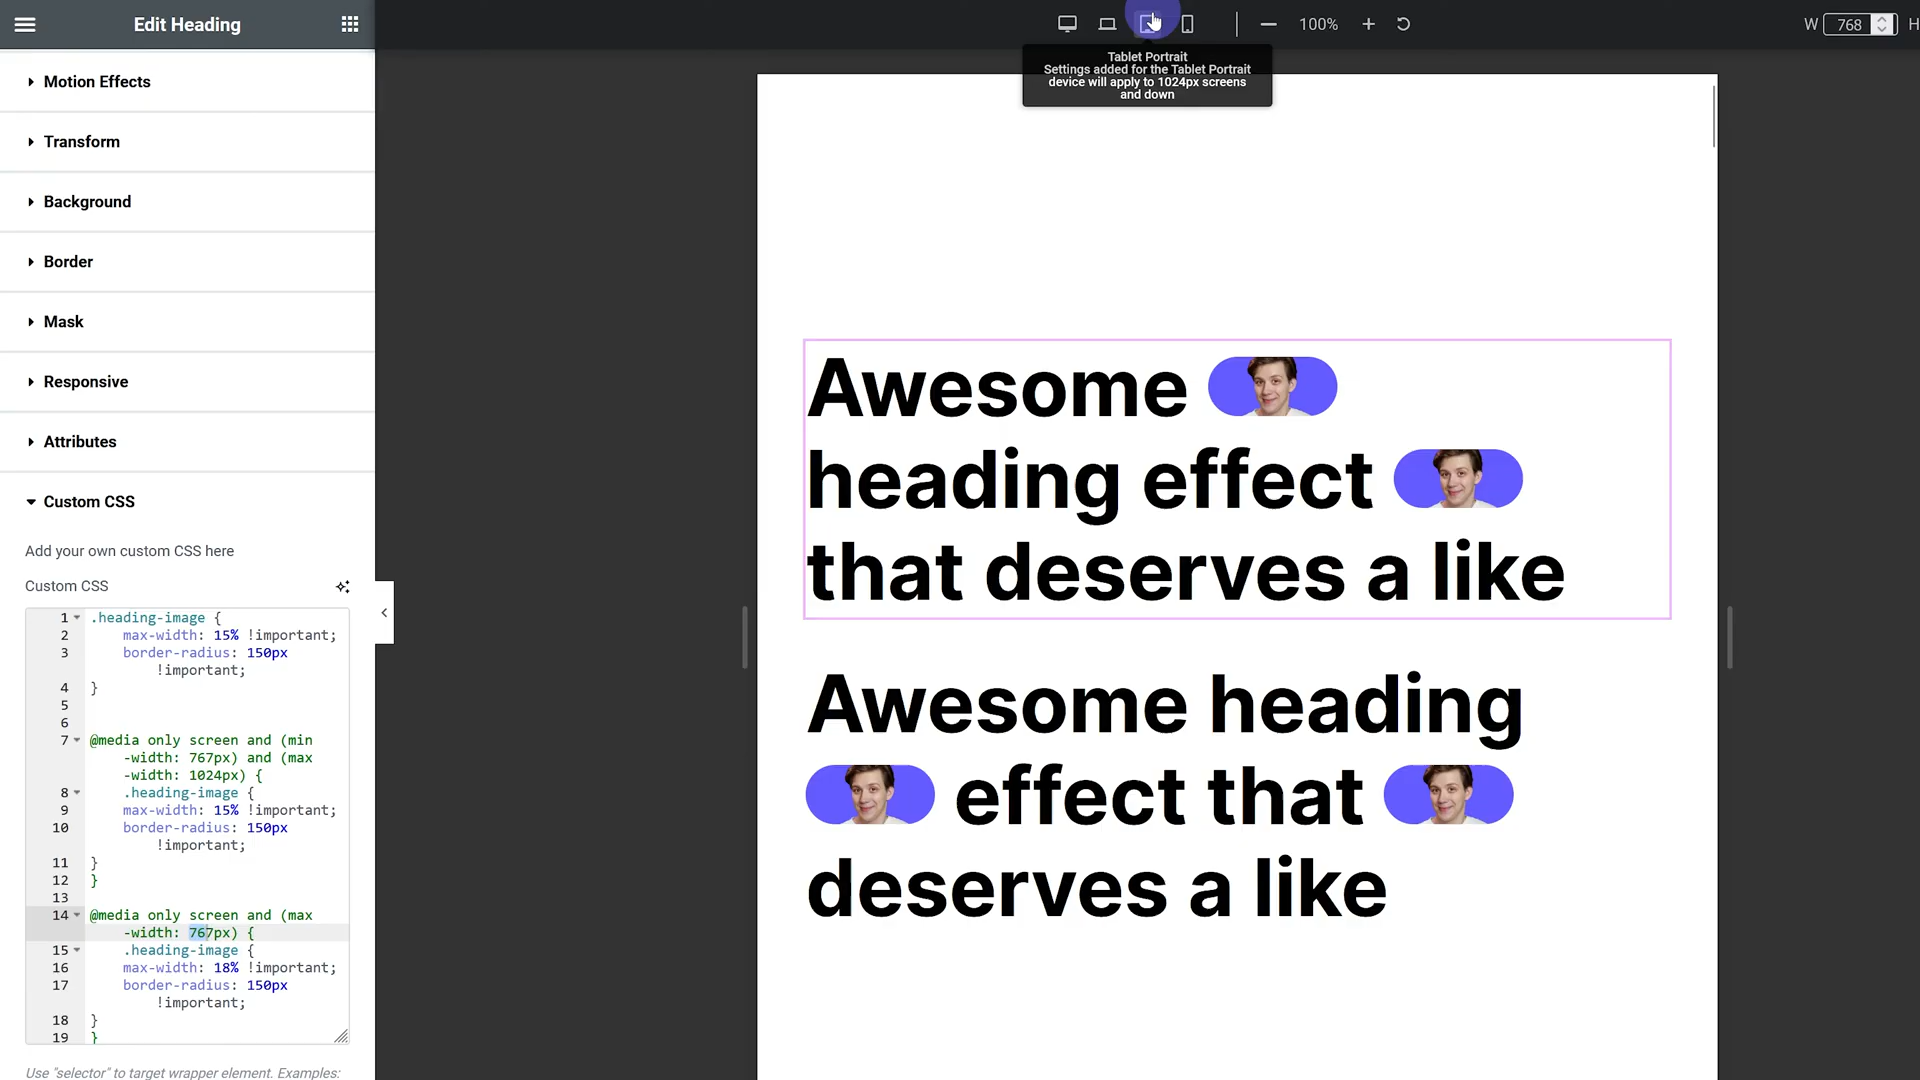 Edit Heading
100%
W 768 H
Tablet Portrait
Settings added for the Tablet Portrait
device will apply to 1024px screens
and down
Motion Effects
Transform
Background
Border
Mask
Responsive
Attributes
Custom CSS
Add your own custom CSS here
Custom CSS
1 .heading-image {
2 max-width: 15% !important;
3 border-radius: 150px
!important;
4 }
5
6
7 @media only screen and (min
-width: 767px) and (max
-width: 1024px) {
8 .heading-image {
9 max-width: 15% !important;
10 border-radius: 150px
!important;
11 }
12 }
13
14 @media only screen and (max
-width: 767px) {
15 .heading-image {
16 max-width: 18% !important;
17 border-radius: 150px
!important;
18 }
19 }
Use "selector" to target wrapper element. Examples:
Awesome
heading effect
that deserves a like
Awesome heading
effect that
deserves a like